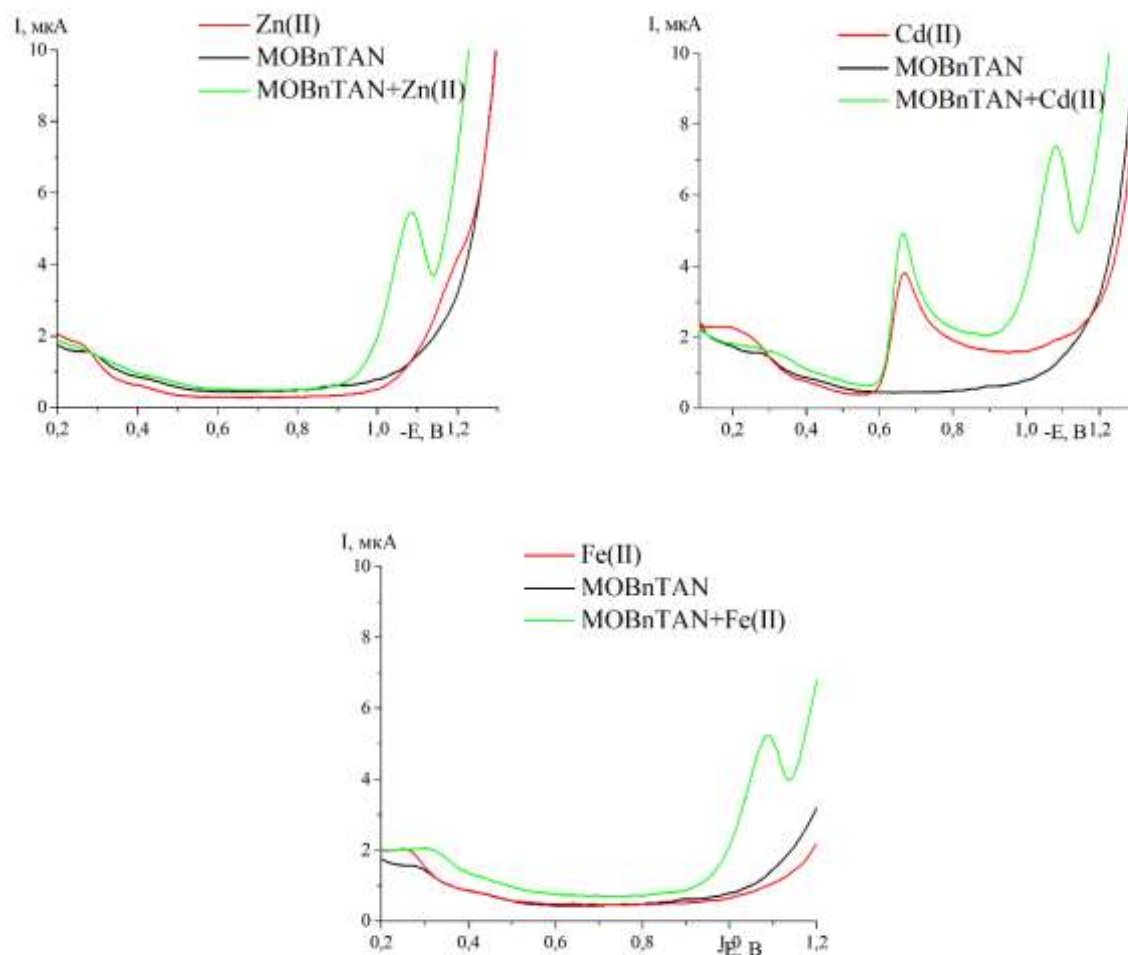 I, мкА
Zn(II)
MOBnTAN
MOBnTAN+Zn(II)
10
8
6
4
2
0
0,2 0,4 0,6 0,8 1,0 -E, В 1,2
I, мкА
Cd(II)
MOBnTAN
MOBnTAN+Cd(II)
10
8
6
4
2
0
0,2 0,4 0,6 0,8 1,0 -E, В 1,2
I, мкА
Fe(II)
MOBnTAN
MOBnTAN+Fe(II)
10
8
6
4
2
0
0,2 0,4 0,6 0,8 1,0 1,2
-E, В